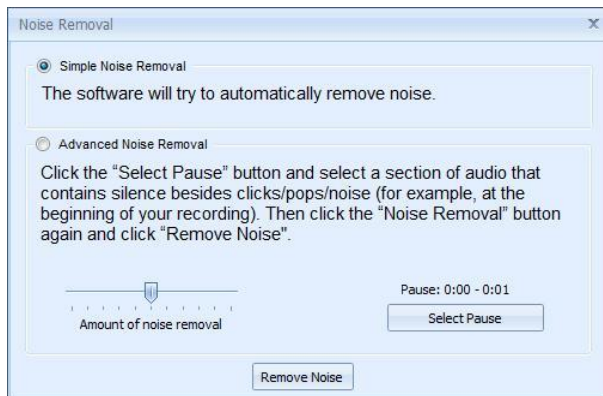 Noise Removal
X
Simple Noise Removal
The software will try to automatically remove noise.
Advanced Noise Removal
Click the “Select Pause” button and select a section of audio that
contains silence besides clicks/pops/noise (for example, at the
beginning of your recording). Then click the “Noise Removal” button
again and click “Remove Noise".
Pause: 0:00 - 0:01
Amount of noise removal
Select Pause
Remove Noise